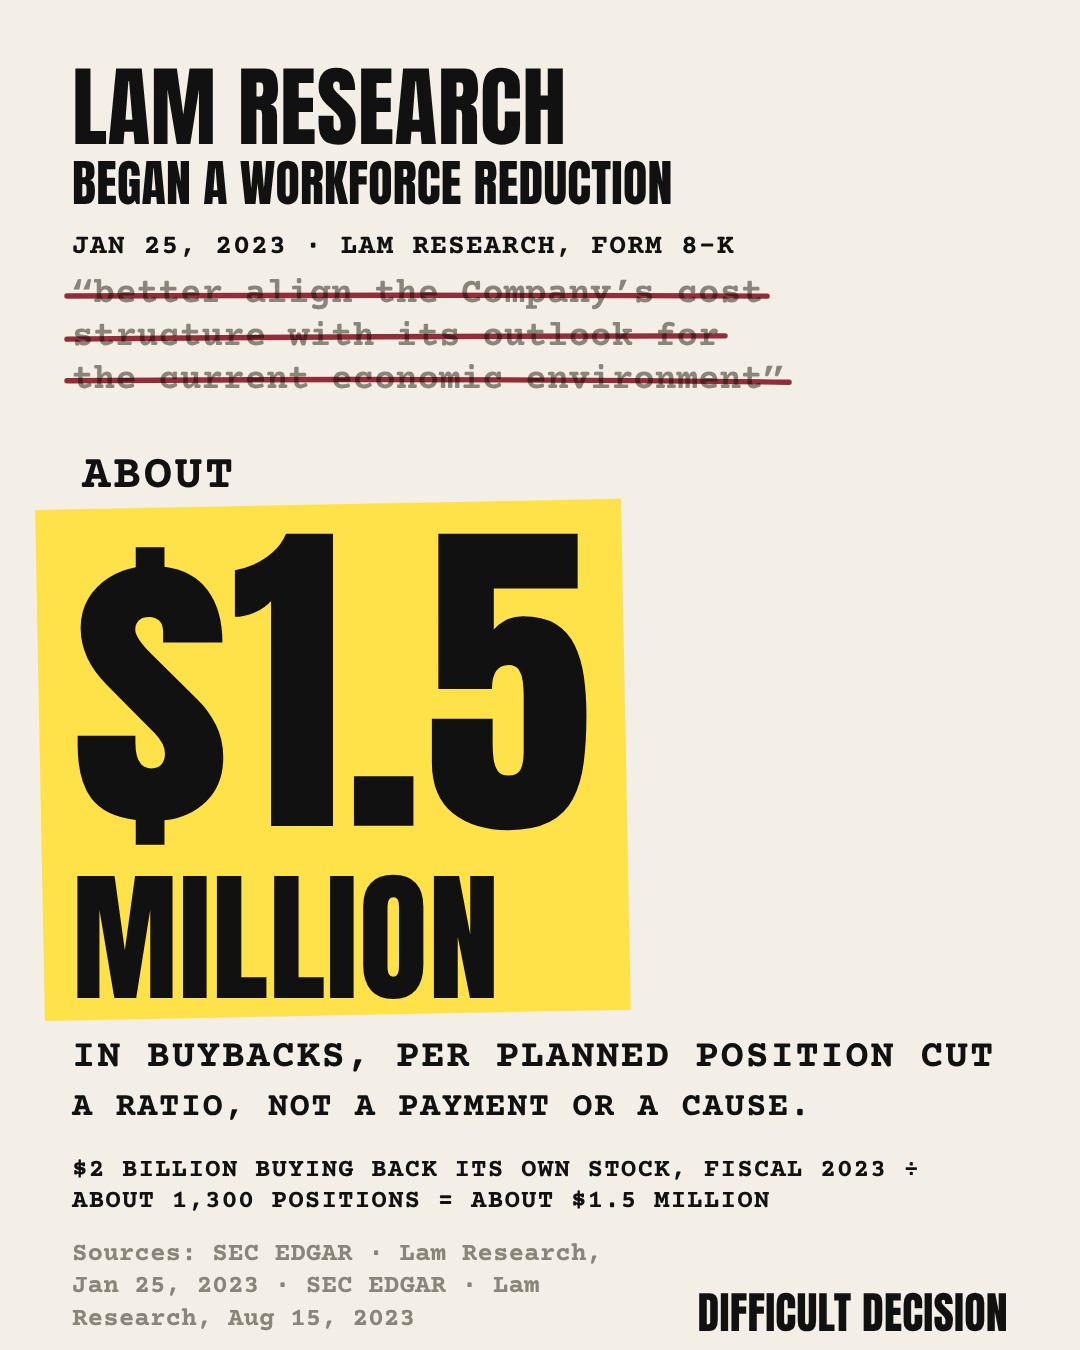 LAM RESEARCH
BEGAN A WORKFORCE REDUCTION
JAN 25, 2023 · LAM RESEARCH, FORM 8-K
“better align the Company’s cost
structure with its outlook for
the current economic environment”
ABOUT
$1.5
MILLION
IN BUYBACKS, PER PLANNED POSITION CUT
A RATIO, NOT A PAYMENT OR A CAUSE.
$2 BILLION BUYING BACK ITS OWN STOCK, FISCAL 2023 ÷
ABOUT 1,300 POSITIONS = ABOUT $1.5 MILLION
Sources: SEC EDGAR · Lam Research,
Jan 25, 2023 · SEC EDGAR · Lam
Research, Aug 15, 2023
DIFFICULT DECISION